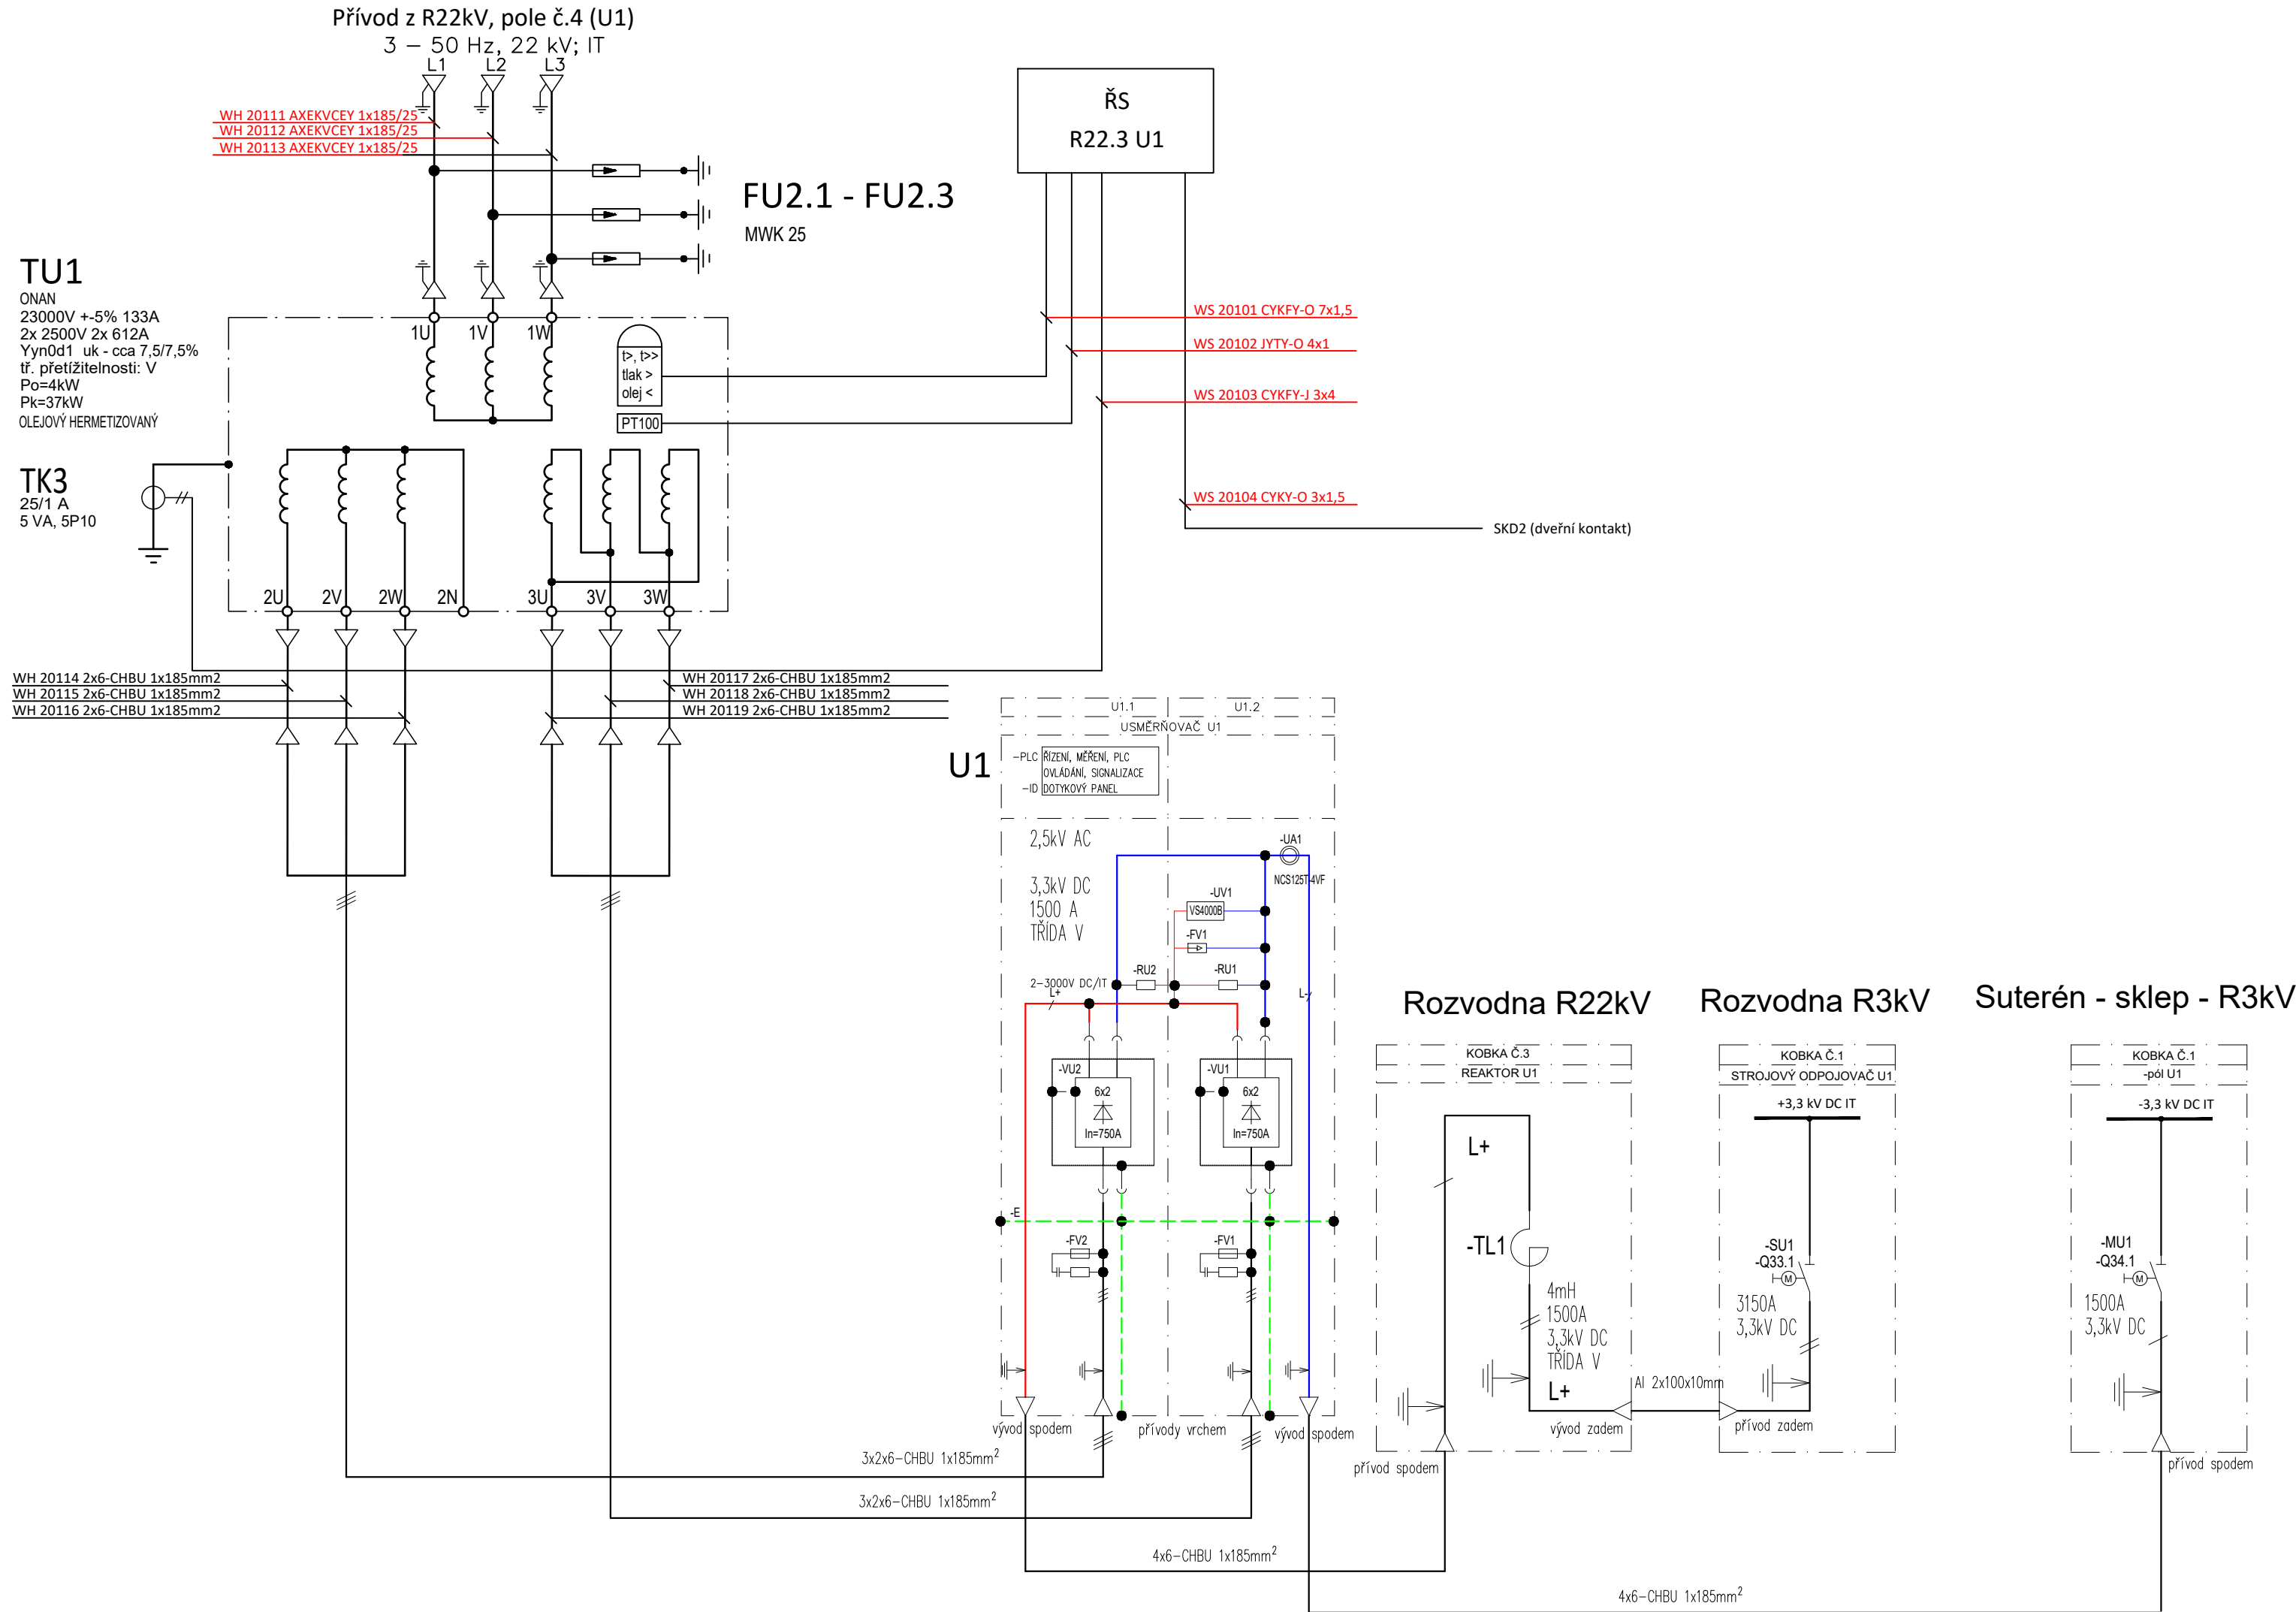 Přívod z R22kV, pole č.4 (U1)
3 – 50 Hz, 22 kV; IT
L1 L2 L3
WH 20111 AXEKVCEY 1x185/25
WH 20112 AXEKVCEY 1x185/25
WH 20113 AXEKVCEY 1x185/25
FU2.1 - FU2.3
MWK 25
ŘS
R22.3 U1
TU1
ONAN
23000V +-5% 133A
2x 2500V 2x 612A
Yyn0d1 uk - cca 7,5/7,5%
tř. přetížitelnosti: V
Po=4kW
Pk=37kW
OLEJOVÝ HERMETIZOVANÝ
1U 1V 1W
t>, t>>
tlak >
olej <
PT100
WS 20101 CYKFY-O 7x1,5
WS 20102 JYTY-O 4x1
WS 20103 CYKFY-J 3x4
WS 20104 CYKY-O 3x1,5
SKD2 (dveřní kontakt)
TK3
25/1 A
5 VA, 5P10
2U 2V 2W 2N 3U 3V 3W
WH 20114 2x6-CHBU 1x185mm2
WH 20115 2x6-CHBU 1x185mm2
WH 20116 2x6-CHBU 1x185mm2
WH 20117 2x6-CHBU 1x185mm2
WH 20118 2x6-CHBU 1x185mm2
WH 20119 2x6-CHBU 1x185mm2
U1.1 U1.2
USMĚRŇOVAČ U1
U1
-PLC ŘÍZENÍ, MĚŘENÍ, PLC
OVLÁDÁNÍ, SIGNALIZACE
-ID DOTYKOVÝ PANEL
2,5kV AC
3,3kV DC
1500 A
TŘÍDA V
-UA1
NCS125T-4VF
-UV1
VS4000B
-FV1
-RU2 -RU1
2-3000V DC/IT
L+
L-
-VU2
6x2
In=750A
-VU1
6x2
In=750A
-E
-FV2 -FV1
vývod spodem
přívody vrchem
vývod spodem
Rozvodna R22kV
KOBKA Č.3
REAKTOR U1
L+
-TL1
4mH
1500A
3,3kV DC
TŘÍDA V
L+
vývod zadem
přívod spodem
Al 2x100x10mm
Rozvodna R3kV
KOBKA Č.1
STROJOVÝ ODPOJOVAČ U1
+3,3 kV DC IT
-SU1
-Q33.1
M
3150A
3,3kV DC
přívod zadem
Suterén - sklep - R3kV
KOBKA Č.1
-pól U1
-3,3 kV DC IT
-MU1
-Q34.1
M
1500A
3,3kV DC
přívod spodem
3x2x6-CHBU 1x185mm²
3x2x6-CHBU 1x185mm²
4x6-CHBU 1x185mm²
4x6-CHBU 1x185mm²